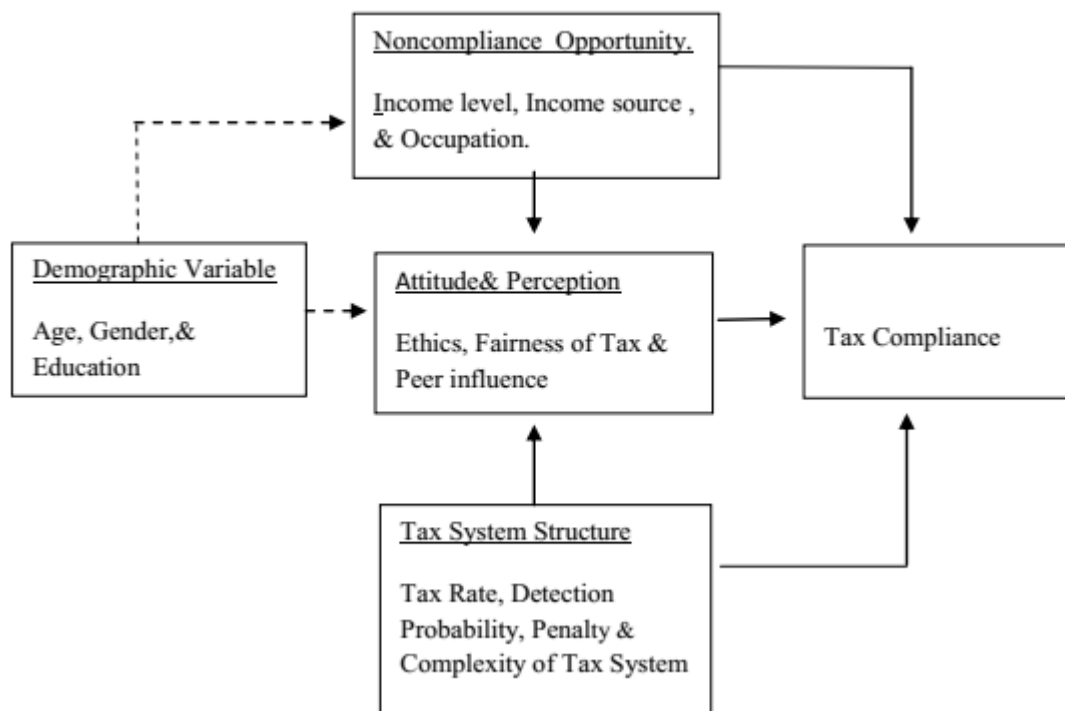 Noncompliance Opportunity.
Income level, Income source ,
& Occupation.
Demographic Variable
Age, Gender,&
Education
Attitude& Perception
Ethics, Fairness of Tax &
Peer influence
Tax Compliance
Tax System Structure
Tax Rate, Detection
Probability, Penalty &
Complexity of Tax System